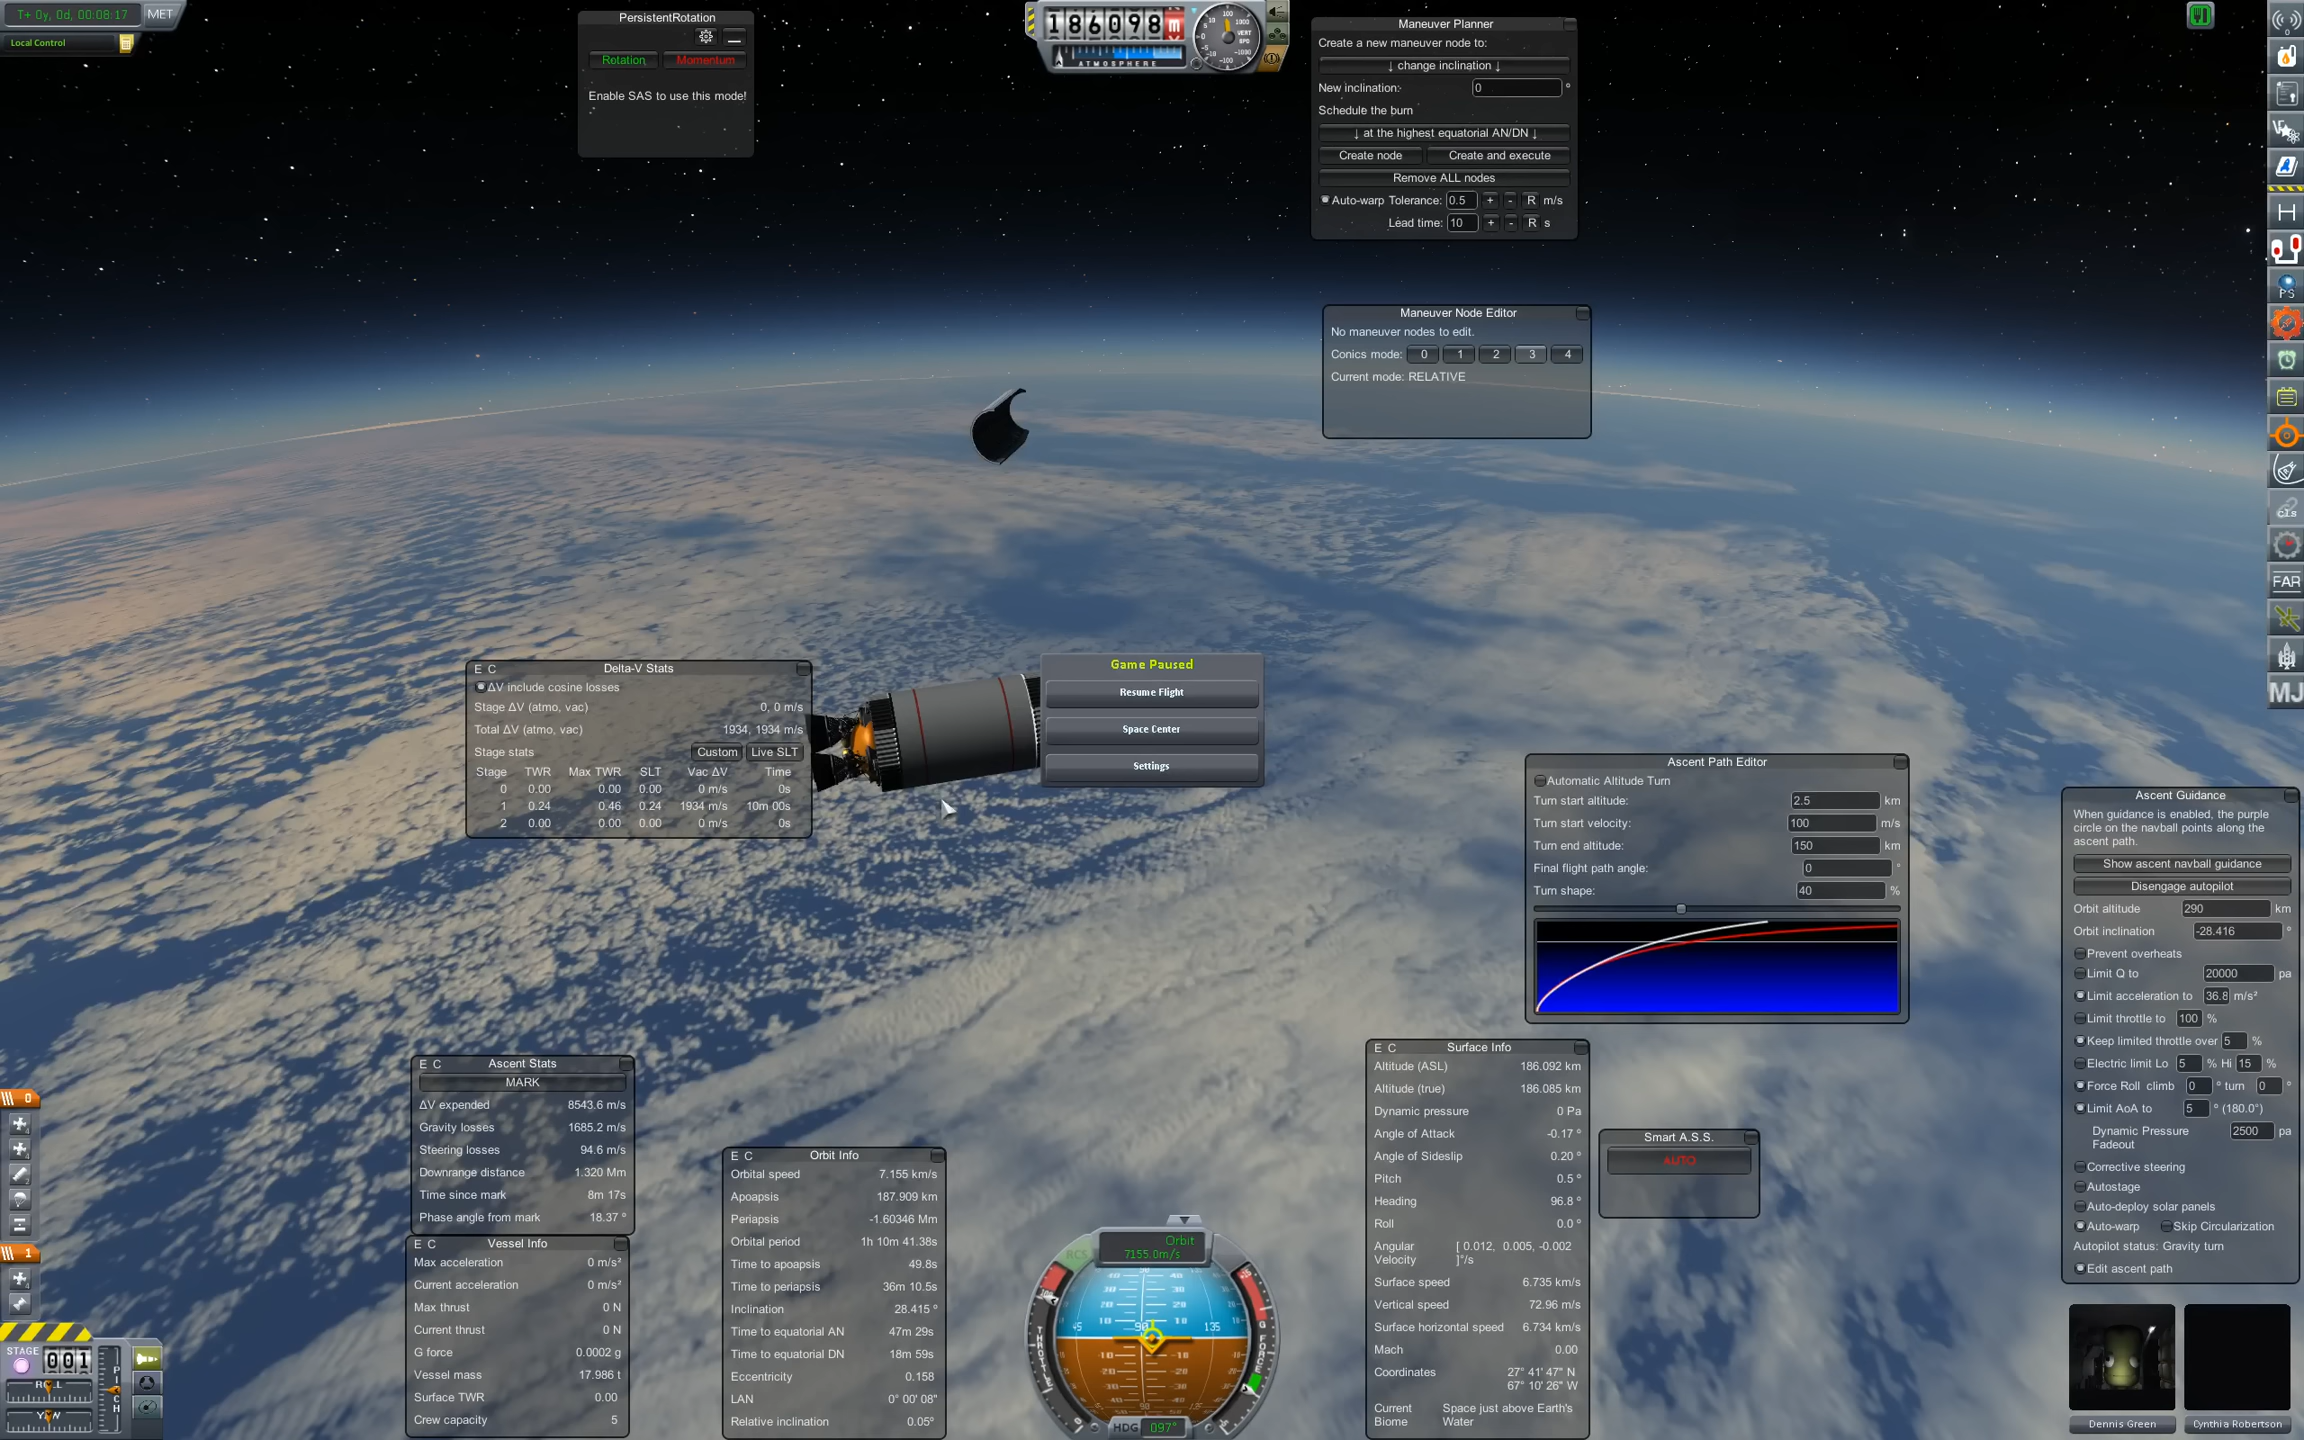 T+ 0y, 0d, 00:08:17 MET
Local Control
PersistentRotation
Rotation Momentum
Enable SAS to use this mode!
186098 m
ATMOSPHERE
Maneuver Planner
Create a new maneuver node to:
↓ change inclination ↓
New inclination: 0 °
Schedule the burn
↓ at the highest equatorial AN/DN ↓
Create node Create and execute
Remove ALL nodes
Auto-warp Tolerance: 0.5 + - R m/s
Lead time: 10 + - R s
Maneuver Node Editor
No maneuver nodes to edit.
Conics mode: 0 1 2 3 4
Current mode: RELATIVE
PS
cls
FAR
MJ
E C Delta-V Stats
ΔV include cosine losses
Stage ΔV (atmo, vac) 0, 0 m/s
Total ΔV (atmo, vac) 1934, 1934 m/s
Stage stats Custom Live SLT
Stage TWR Max TWR SLT Vac ΔV Time
0 0.00 0.00 0.00 0 m/s 0s
1 0.24 0.46 0.24 1934 m/s 10m 00s
2 0.00 0.00 0.00 0 m/s 0s
Game Paused
Resume Flight
Space Center
Settings
Ascent Path Editor
Automatic Altitude Turn
Turn start altitude: 2.5 km
Turn start velocity: 100 m/s
Turn end altitude: 150 km
Final flight path angle: 0 °
Turn shape: 40 %
Ascent Guidance
When guidance is enabled, the purple
circle on the navball points along the
ascent path.
Show ascent navball guidance
Disengage autopilot
Orbit altitude 290 km
Orbit inclination -28.416 °
Prevent overheats
Limit Q to 20000 pa
Limit acceleration to 36.8 m/s²
Limit throttle to 100 %
Keep limited throttle over 5 %
Electric limit Lo 5 % Hi 15 %
Force Roll climb 0 ° turn 0 °
Limit AoA to 5 ° (180.0°)
Dynamic Pressure 2500 pa
Fadeout
Corrective steering
Autostage
Auto-deploy solar panels
Auto-warp Skip Circularization
Autopilot status: Gravity turn
Edit ascent path
E C Ascent Stats
MARK
ΔV expended 8543.6 m/s
Gravity losses 1685.2 m/s
Steering losses 94.6 m/s
Downrange distance 1.320 Mm
Time since mark 8m 17s
Phase angle from mark 18.37 °
E C Vessel Info
Max acceleration 0 m/s²
Current acceleration 0 m/s²
Max thrust 0 N
Current thrust 0 N
G force 0.0002 g
Vessel mass 17.986 t
Surface TWR 0.00
Crew capacity 5
E C Orbit Info
Orbital speed 7.155 km/s
Apoapsis 187.909 km
Periapsis -1.60346 Mm
Orbital period 1h 10m 41.38s
Time to apoapsis 49.8s
Time to periapsis 36m 10.5s
Inclination 28.415 °
Time to equatorial AN 47m 29s
Time to equatorial DN 18m 59s
Eccentricity 0.158
LAN 0° 00' 08"
Relative inclination 0.05°
E C Surface Info
Altitude (ASL) 186.092 km
Altitude (true) 186.085 km
Dynamic pressure 0 Pa
Angle of Attack -0.17 °
Angle of Sideslip 0.20 °
Pitch 0.5 °
Heading 96.8 °
Roll 0.0 °
Angular [ 0.012, 0.005, -0.002
Velocity ]°/s
Surface speed 6.735 km/s
Vertical speed 72.96 m/s
Surface horizontal speed 6.734 km/s
Mach 0.00
Coordinates 27° 41' 47" N
67° 10' 26" W
Current Space just above Earth's
Biome Water
Smart A.S.S.
AUTO
RCS Orbit
7155.0m/s
45 90 135
THROTTLE G FORCE
HDG 097°
0
1
STAGE 001
ROLL
YAW
PITCH
Dennis Green Cynthia Robertson